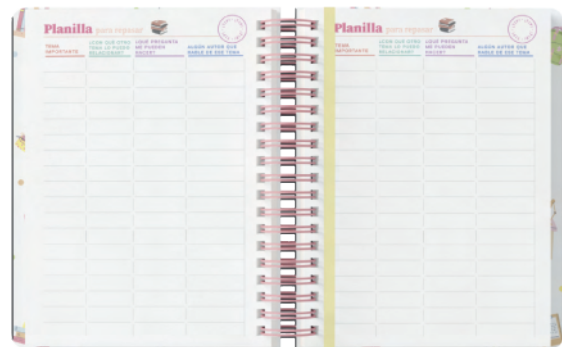 Planilla para repasar
TEMA
IMPORTANTE
¿CON QUE OTRO
TEMA LO PUEDO
RELACIONAR?
¿QUÉ PREGUNTA
ME PUEDEN
HACER?
ALGÚN AUTOR QUE
HABLE DE ESE TEMA
Planilla para repasar
TEMA
IMPORTANTE
¿CON QUE OTRO
TEMA LO PUEDO
RELACIONAR?
¿QUÉ PREGUNTA
ME PUEDEN
HACER?
ALGÚN AUTOR QUE
HABLE DE ESE TEMA